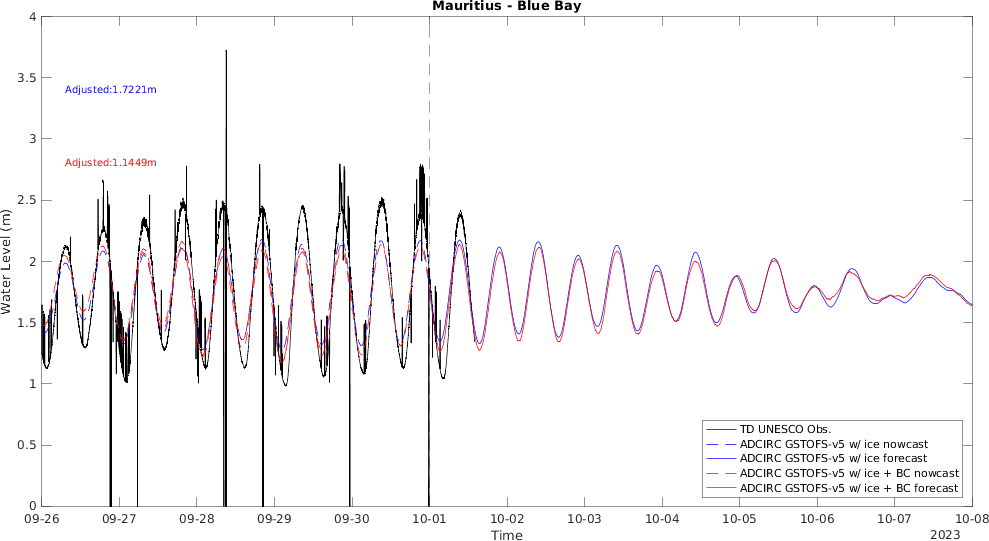 Mauritius - Blue Bay
4
3.5
3
2.5
2
1.5
1
0.5
0
Water Level (m)
Adjusted:1.7221m
Adjusted:1.1449m
TD UNESCO Obs.
ADCIRC GSTOFS-v5 w/ ice nowcast
ADCIRC GSTOFS-v5 w/ ice forecast
ADCIRC GSTOFS-v5 w/ ice + BC nowcast
ADCIRC GSTOFS-v5 w/ ice + BC forecast
09-26 09-27 09-28 09-29 09-30 10-01 10-02 10-03 10-04 10-05 10-06 10-07 10-08
Time
2023